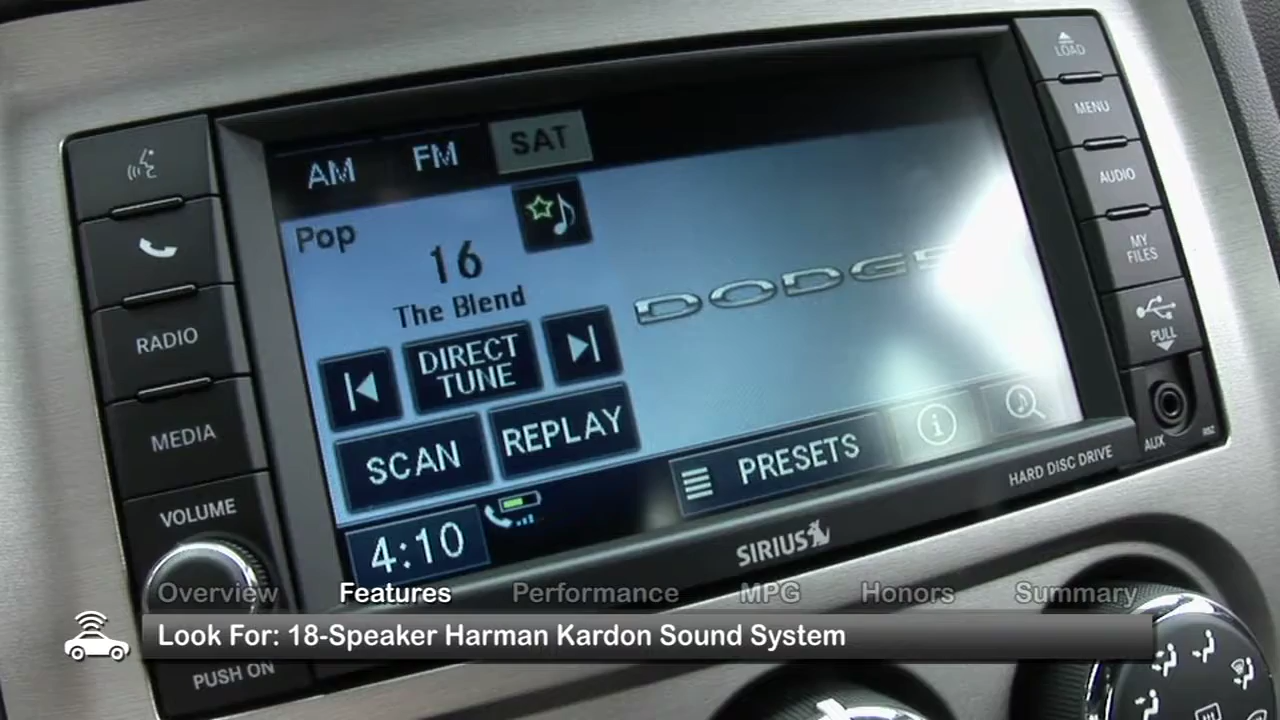 LOAD
MENU
AUDIO
MY
FILES
PULL
AUX
RADIO
MEDIA
VOLUME
PUSH ON
AM FM SAT
Pop
16
The Blend
DIRECT
TUNE
SCAN REPLAY
PRESETS
4:10
DODGE
HARD DISC DRIVE
SIRIUS
Overview Features Performance MPG Honors Summary
Look For: 18-Speaker Harman Kardon Sound System